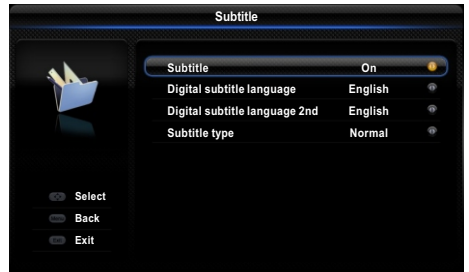 Subtitle
Subtitle On
Digital subtitle language English
Digital subtitle language 2nd English
Subtitle type Normal
Select
Back
Exit